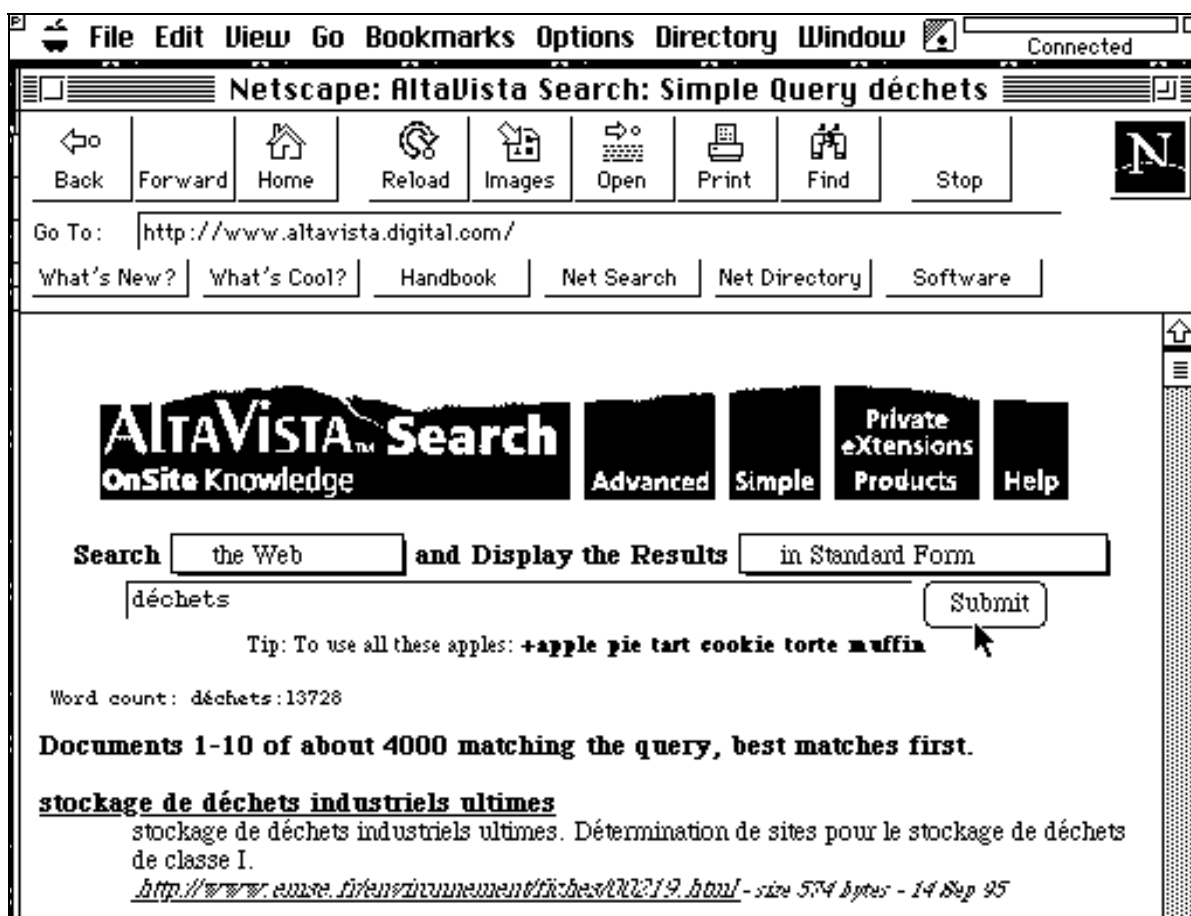 File Edit View Go Bookmarks Options Directory Window
Connected
Netscape: AltaVista Search: Simple Query déchets
Back Forward Home Reload Images Open Print Find Stop
N
Go To: http://www.altavista.digital.com/
What's New? What's Cool? Handbook Net Search Net Directory Software
ALTAVISTA™ Search
OnSite Knowledge
Advanced Simple Private eXtensions Products Help
Search the Web and Display the Results in Standard Form
déchets Submit
Tip: To use all these apples: +apple pie tart cookie torte muffin
Word count: déchets:13728
Documents 1-10 of about 4000 matching the query, best matches first.
stockage de déchets industriels ultimes
stockage de déchets industriels ultimes. Détermination de sites pour le stockage de déchets
de classe I.
http://www.emse.fr/environnement/fiches/00219.html - size 574 bytes - 14 Sep 95